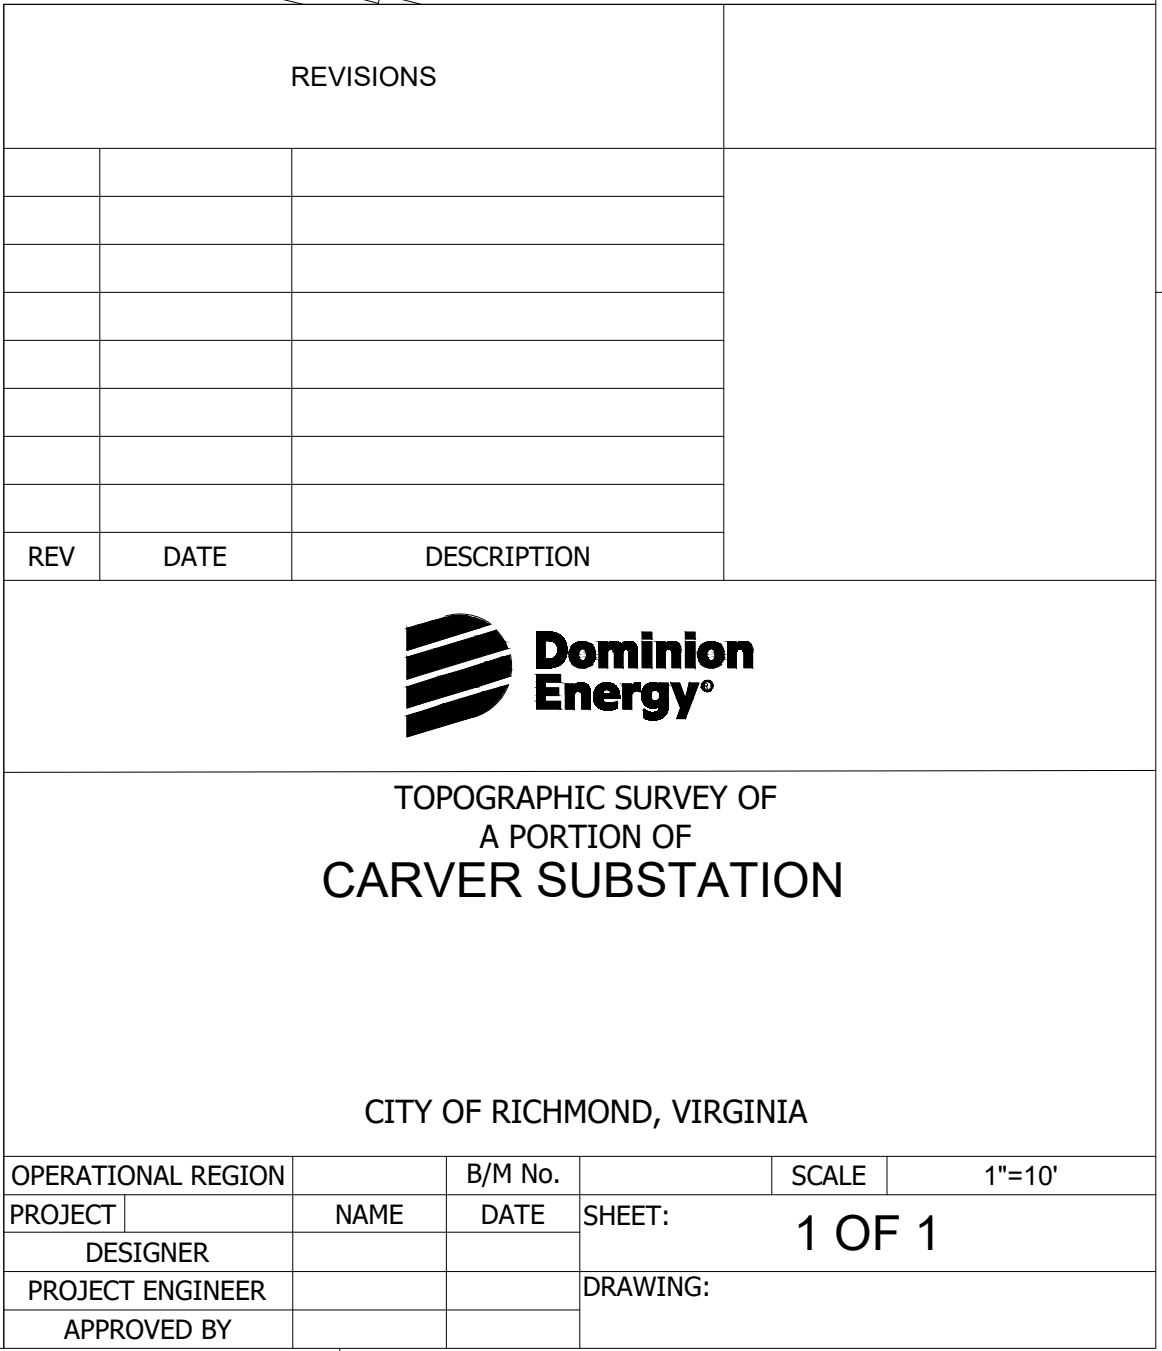 REVISIONS
REV DATE DESCRIPTION
Dominion
Energy®
TOPOGRAPHIC SURVEY OF
A PORTION OF
CARVER SUBSTATION
CITY OF RICHMOND, VIRGINIA
OPERATIONAL REGION B/M No. SCALE 1"=10'
PROJECT NAME DATE SHEET: 1 OF 1
DESIGNER
PROJECT ENGINEER DRAWING:
APPROVED BY